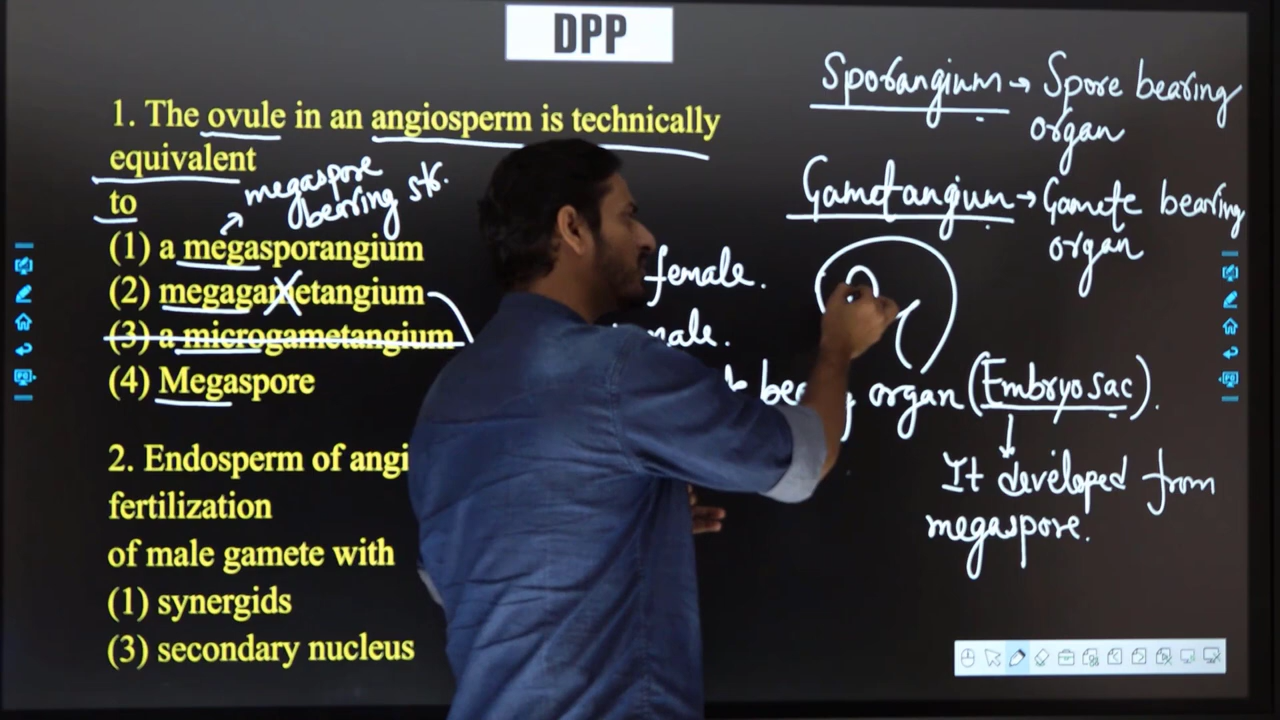 DPP
1. The ovule in an angiosperm is technically
equivalent
to
megaspore
bearing str.
(1) a megasporangium
(2) megagametangium
(3) a microgametangium
(4) Megaspore
2. Endosperm of angi
fertilization
of male gamete with
(1) synergids
(3) secondary nucleus
Sporangium → Spore bearing
organ
Gametangium → Gamete bearing
organ
female.
male.
organ (Embryo sac).
It developed from
megaspore.